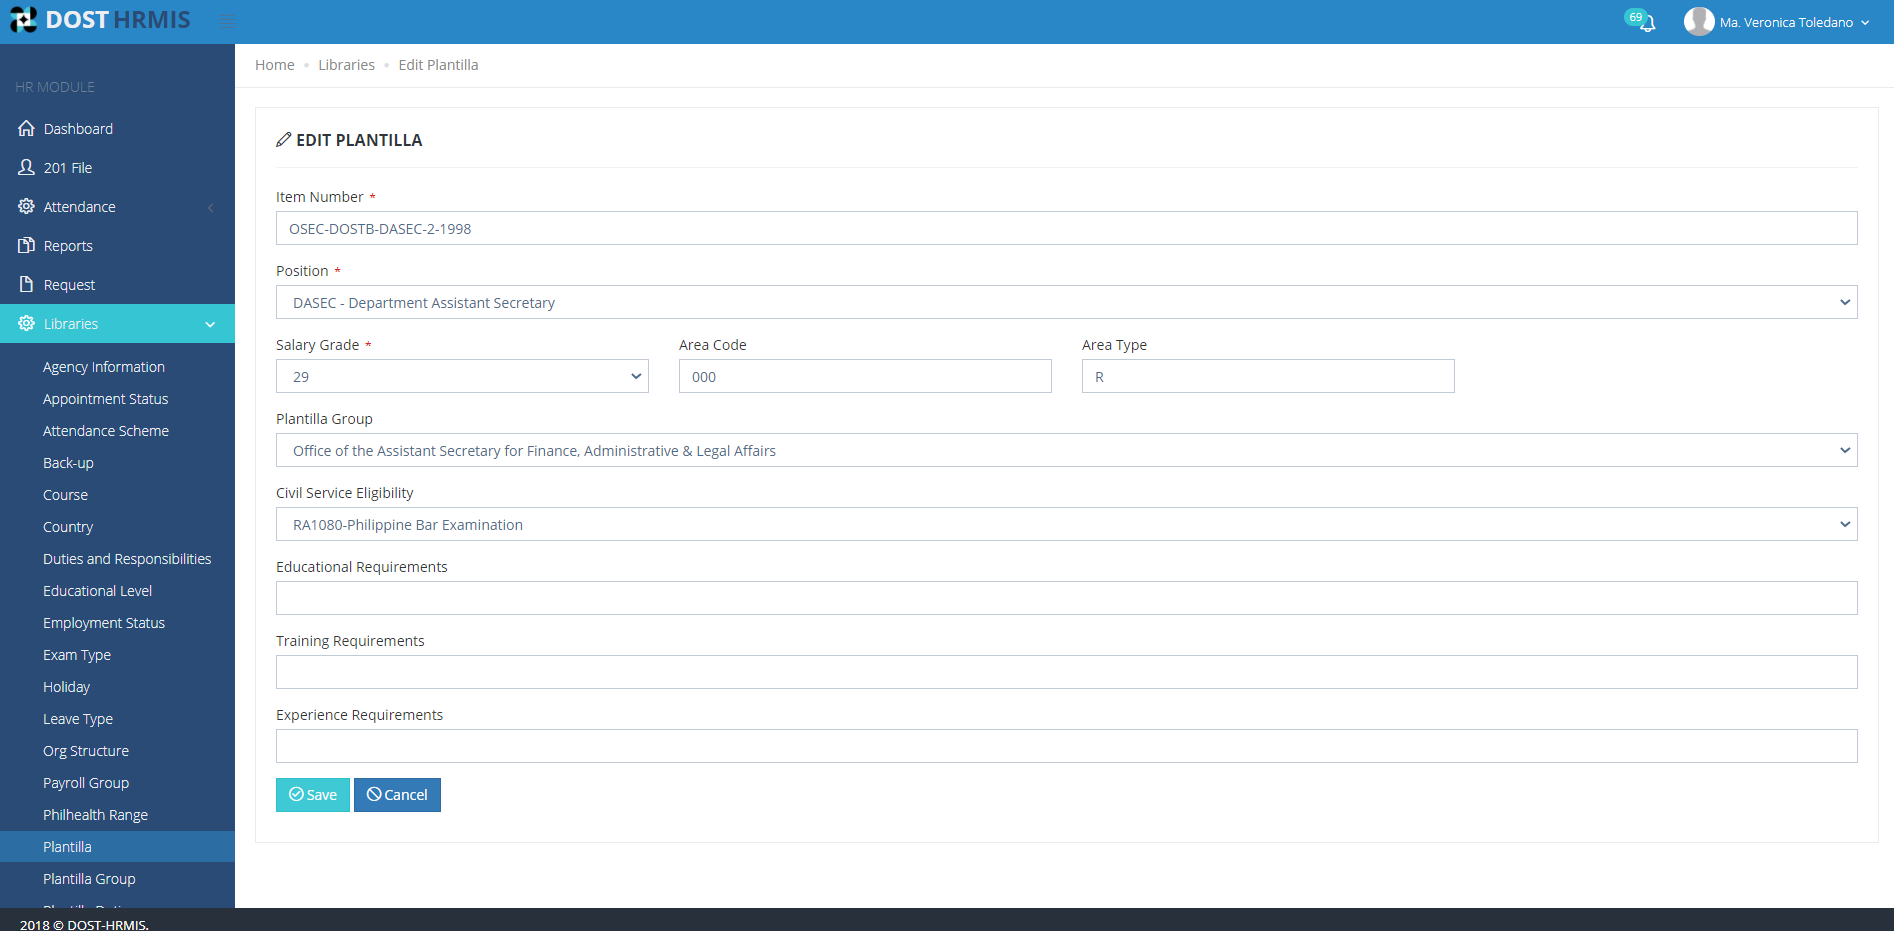 DOST HRMIS
69
Ma. Veronica Toledano
HR MODULE
Dashboard
201 File
Attendance
Reports
Request
Libraries
Agency Information
Appointment Status
Attendance Scheme
Back-up
Course
Country
Duties and Responsibilities
Educational Level
Employment Status
Exam Type
Holiday
Leave Type
Org Structure
Payroll Group
Philhealth Range
Plantilla
Plantilla Group
Home • Libraries • Edit Plantilla
EDIT PLANTILLA
Item Number *
OSEC-DOSTB-DASEC-2-1998
Position *
DASEC - Department Assistant Secretary
Salary Grade * Area Code Area Type
29 000 R
Plantilla Group
Office of the Assistant Secretary for Finance, Administrative & Legal Affairs
Civil Service Eligibility
RA1080-Philippine Bar Examination
Educational Requirements
Training Requirements
Experience Requirements
Save Cancel
2018 © DOST-HRMIS.